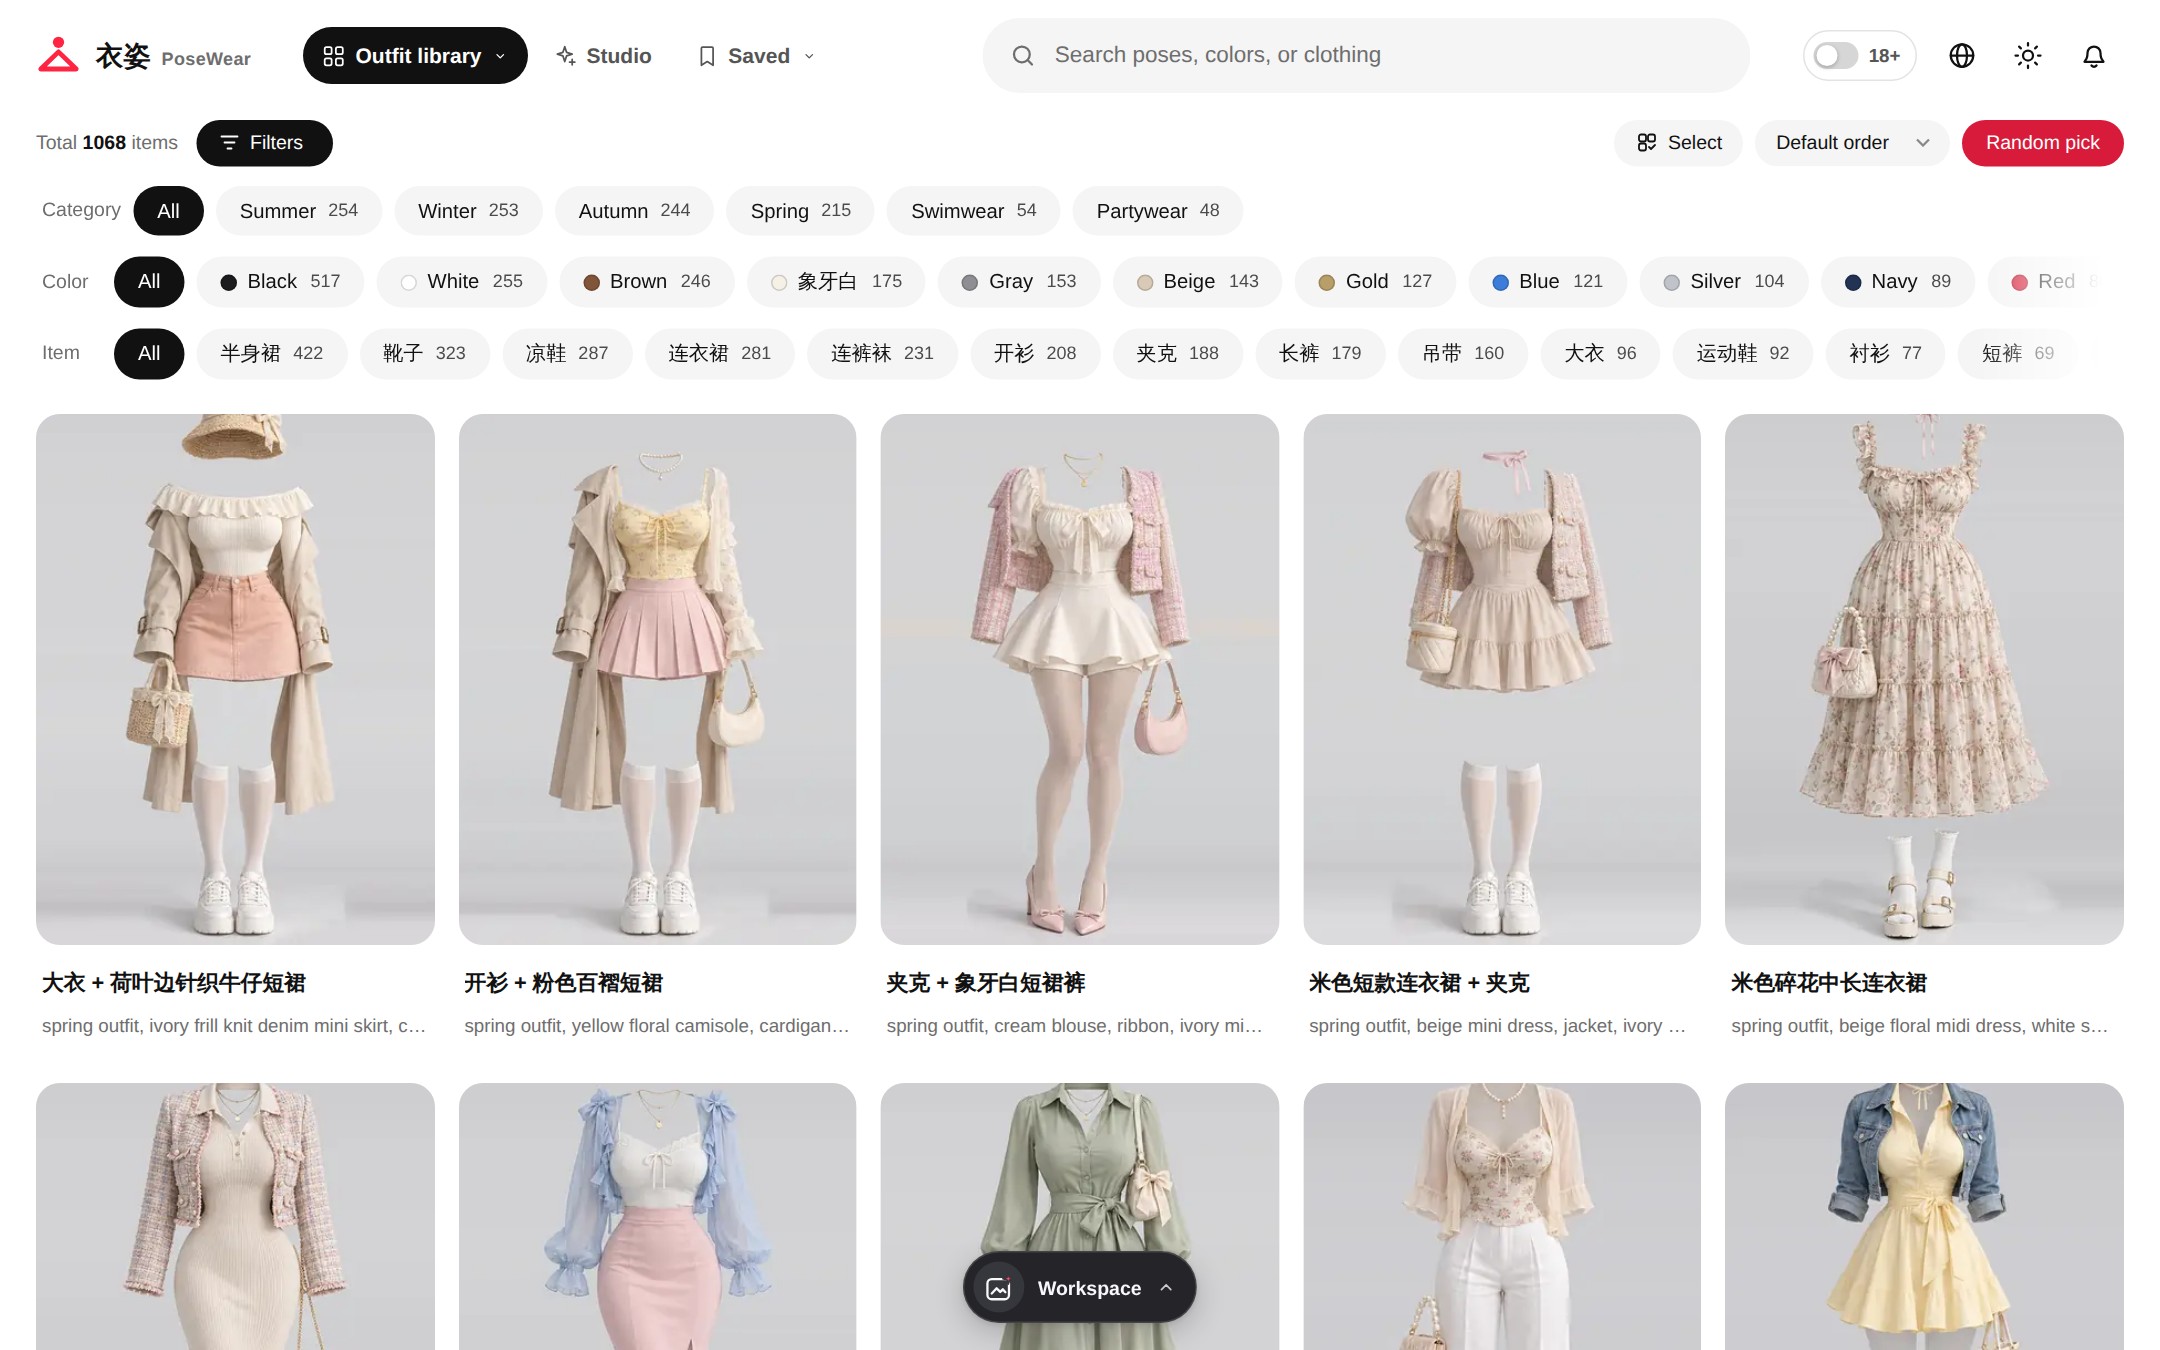 衣姿 PoseWear Outfit library Studio Saved Search poses, colors, or clothing 18+
Total 1068 items Filters Select Default order Random pick
Category All Summer 254 Winter 253 Autumn 244 Spring 215 Swimwear 54 Partywear 48
Color All Black 517 White 255 Brown 246 象牙白 175 Gray 153 Beige 143 Gold 127 Blue 121 Silver 104 Navy 89 Red
Item All 半身裙 422 靴子 323 凉鞋 287 连衣裙 281 连裤袜 231 开衫 208 夹克 188 长裤 179 吊带 160 大衣 96 运动鞋 92 衬衫 77 短裤 69
大衣 + 荷叶边针织牛仔短裙
spring outfit, ivory frill knit denim mini skirt, c...
开衫 + 粉色百褶短裙
spring outfit, yellow floral camisole, cardigan...
夹克 + 象牙白短裙裤
spring outfit, cream blouse, ribbon, ivory mi...
米色短款连衣裙 + 夹克
spring outfit, beige mini dress, jacket, ivory ...
米色碎花中长连衣裙
spring outfit, beige floral midi dress, white s...
Workspace